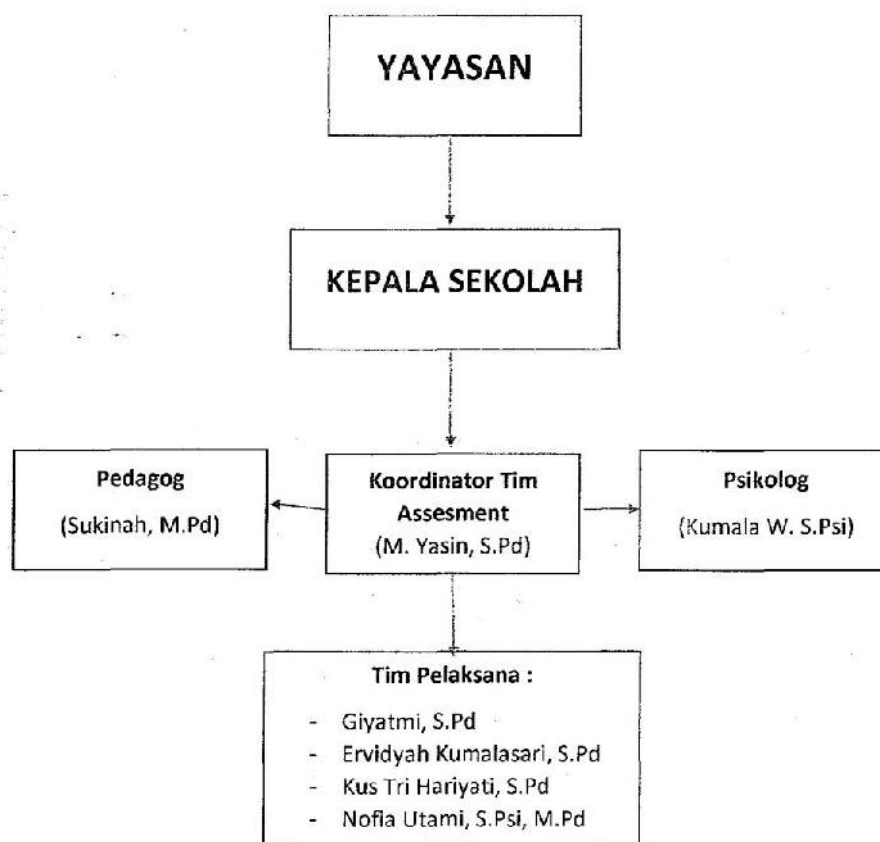 YAYASAN
KEPALA SEKOLAH
Pedagog
(Sukinah, M.Pd)
Koordinator Tim
Assesment
(M. Yasin, S.Pd)
Psikolog
(Kumala W. S.Psi)
Tim Pelaksana :
- Giyatmi, S.Pd
- Ervidyah Kumalasari, S.Pd
- Kus Tri Hariyati, S.Pd
- Nofia Utami, S.Psi, M.Pd